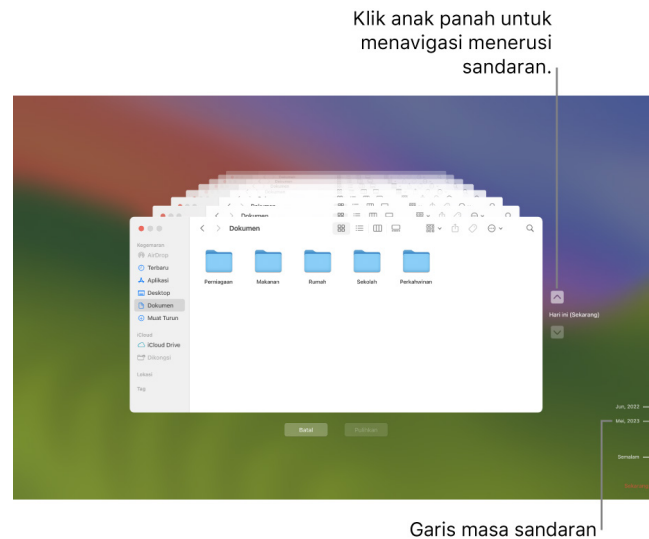 Klik anak panah untuk
menavigasi menerusi
sandaran.
Dokumen
Dokumen
Kegemaran
AirDrop
Terbaru
Aplikasi
Desktop
Dokumen
Muat Turun
iCloud
iCloud Drive
Dikongsi
Lokasi
Tag
Perniagaan
Makanan
Rumah
Sekolah
Perkahwinan
Hari ini (Sekarang)
Batal
Pulihkan
Jun, 2022
Mei, 2023
Semalam
Garis masa sandaran